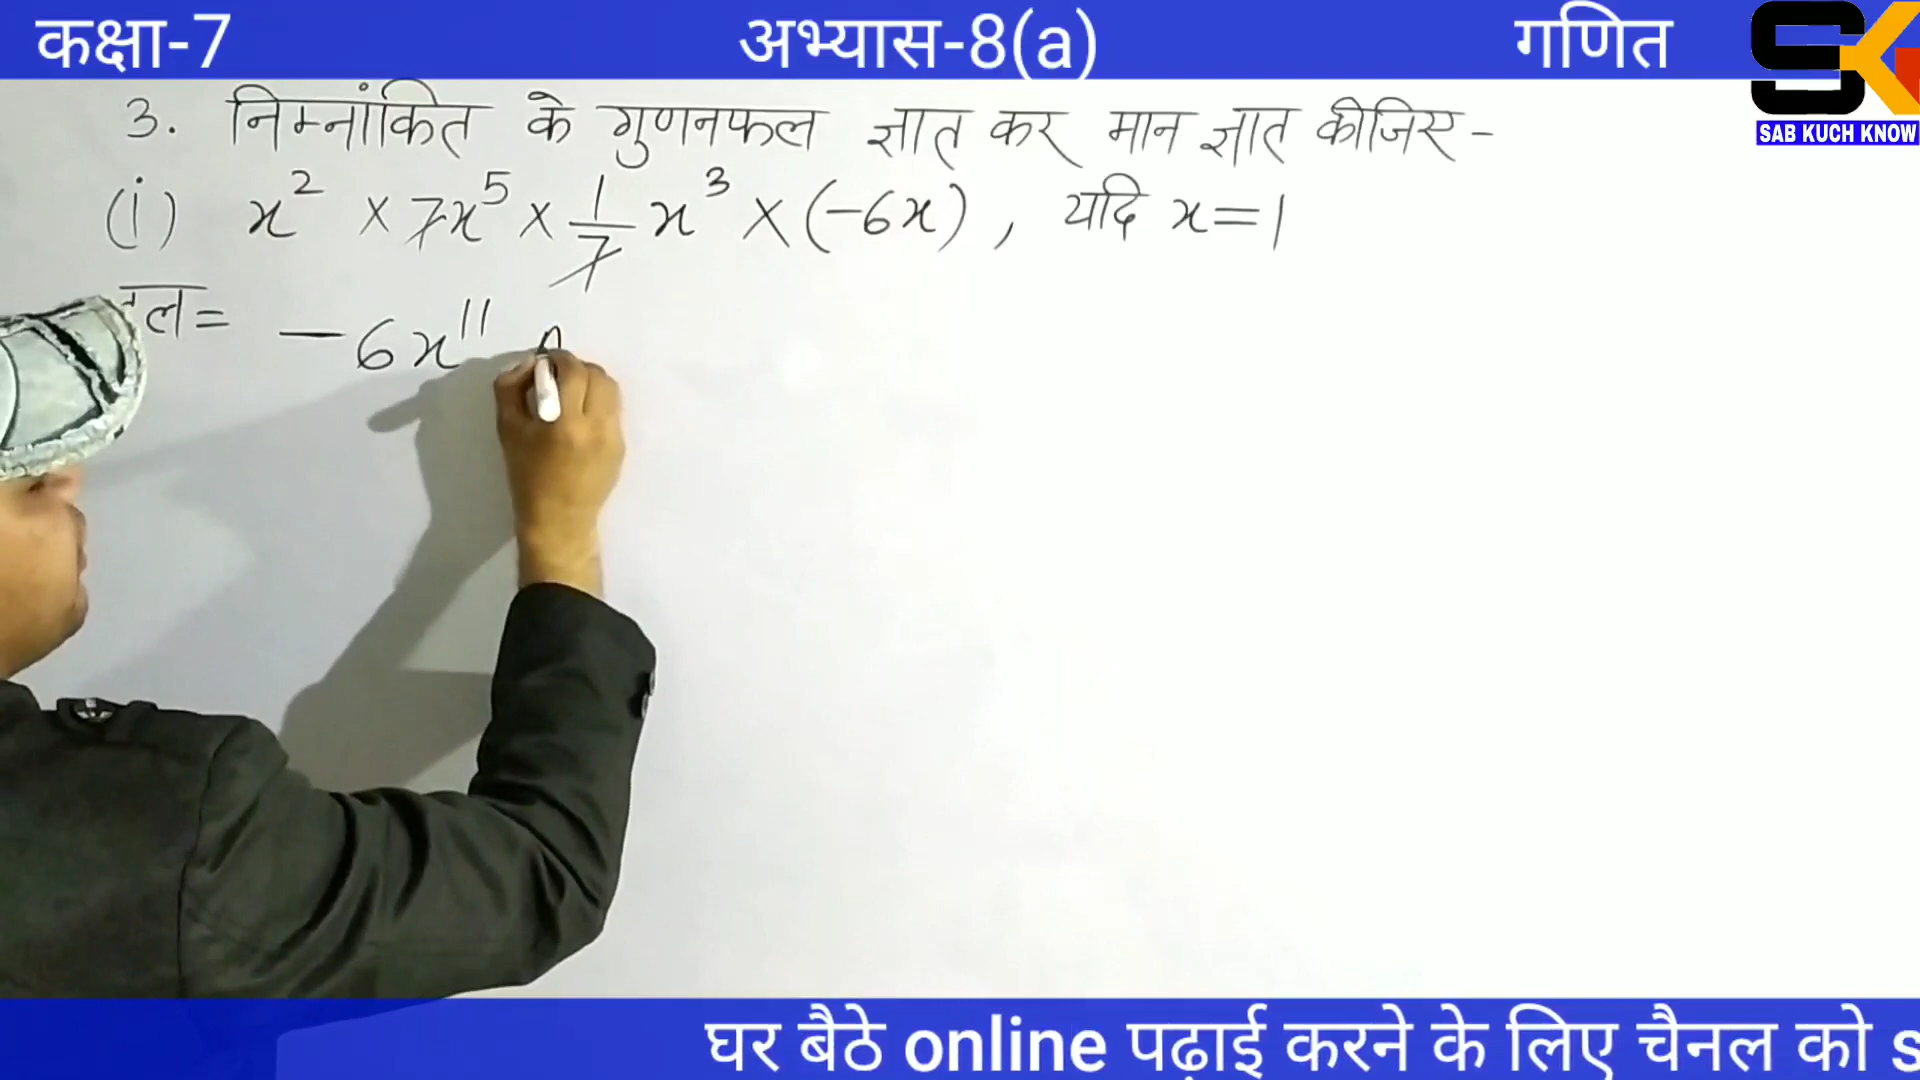 कक्षा-7 अभ्यास-8(a) गणित
SK
SAB KUCH KNOW
3. निम्नांकित के गुणनफल ज्ञात कर मान ज्ञात कीजिए-
(i) x² × 7x⁵ × 1/7 x³ × (-6x), यदि x=1
हल= -6x¹¹
घर बैठे online पढ़ाई करने के लिए चैनल को s